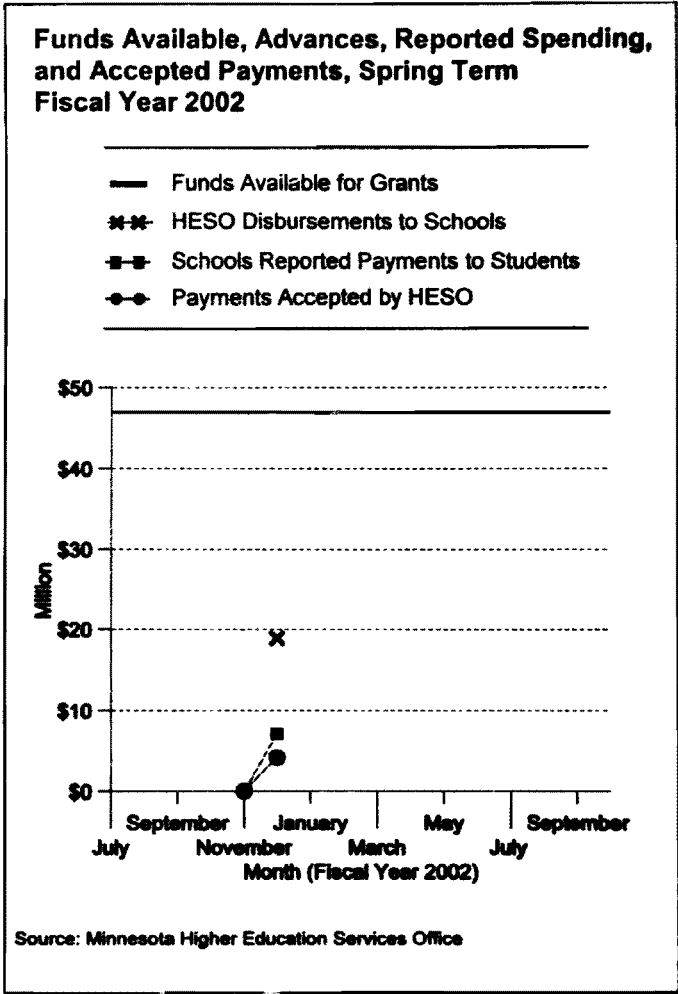 Funds Available, Advances, Reported Spending,
and Accepted Payments, Spring Term
Fiscal Year 2002
Funds Available for Grants
HESO Disbursements to Schools
Schools Reported Payments to Students
Payments Accepted by HESO
$50
$40
$30
$20
$10
$0
Million
September January May September
July November March July
Month (Fiscal Year 2002)
Source: Minnesota Higher Education Services Office